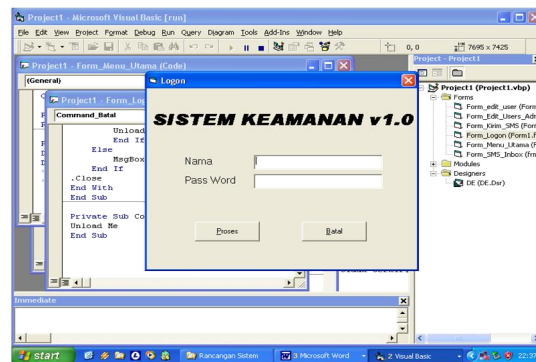 Project1 - Microsoft Visual Basic [run]
File Edit View Project Format Debug Run Query Diagram Tools Add-Ins Window Help
0, 0
7695 x 7425
Project1 - Form_Menu_Utama (Code)
(General)
Project1 - Form_Log
Command_Batal
Unload
End If
Else
MsgBox
End If
.Close
End With
End Sub
Private Sub Co
Unload Me
End Sub
Logon
SISTEM KEAMANAN v1.0
Nama
Pass Word
Proses
Batal
Project - Project1
Project1 (Project1.vbp)
Forms
Form_edit_user (Form
Form_Edit_Users_Adm
Form_Kirim_SMS (Form
Form_Logon (Form1.f
Form_Menu_Utama (F
Form_SMS_Inbox (frm
Modules
Designers
DE (DE.Dsr)
Immediate
start
Rancangan Sistem
3 Microsoft Word
2 Visual Basic
22:37